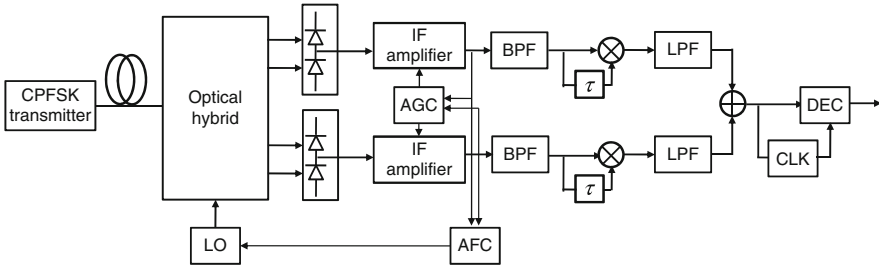 CPFSK
transmitter
Optical
hybrid
IF
amplifier
BPF
τ
LPF
AGC
DEC
CLK
IF
amplifier
BPF
τ
LPF
LO
AFC